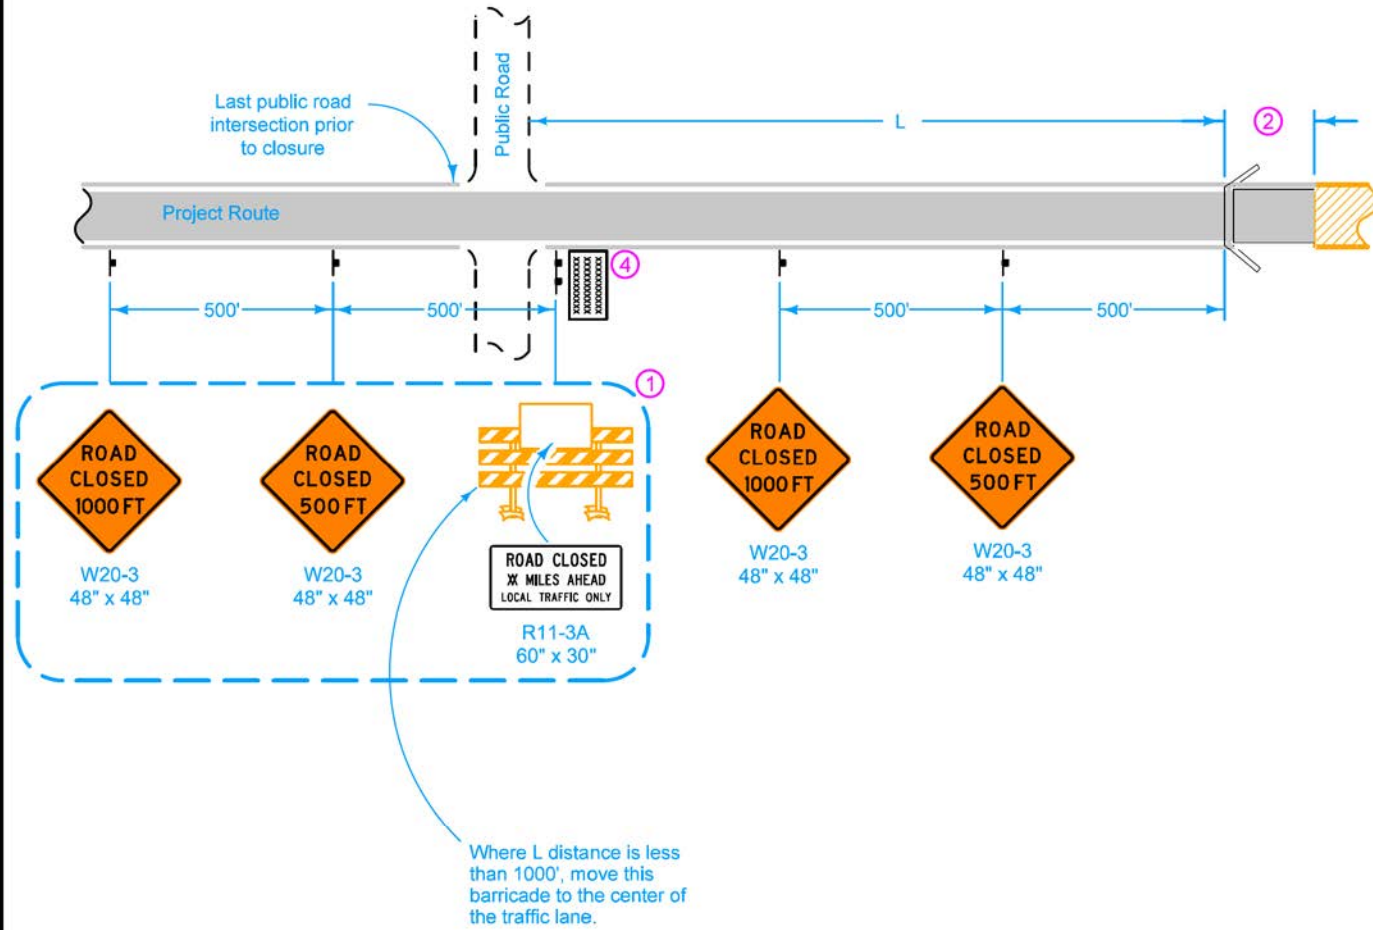 Public Road
Last public road
intersection prior
to closure
L
2
Project Route
4
500'
500'
500'
500'
1
ROAD
CLOSED
1000 FT
W20-3
48" x 48"
ROAD
CLOSED
500 FT
W20-3
48" x 48"
ROAD CLOSED
XX MILES AHEAD
LOCAL TRAFFIC ONLY
R11-3A
60" x 30"
ROAD
CLOSED
1000 FT
W20-3
48" x 48"
ROAD
CLOSED
500 FT
W20-3
48" x 48"
Where L distance is less
than 1000', move this
barricade to the center of
the traffic lane.